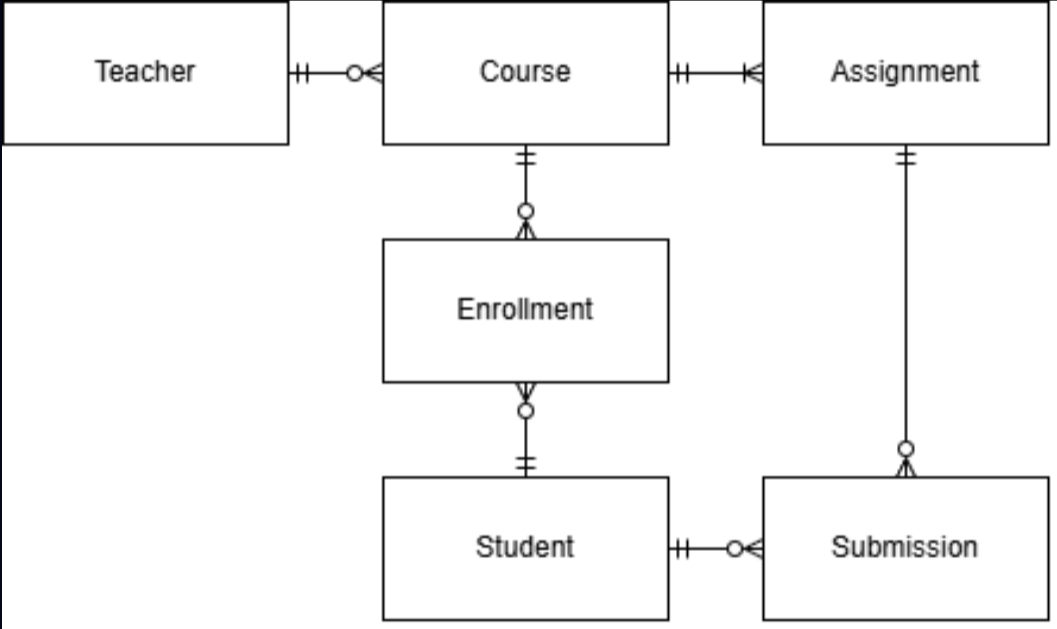 Teacher
Course
Assignment
Enrollment
Student
Submission